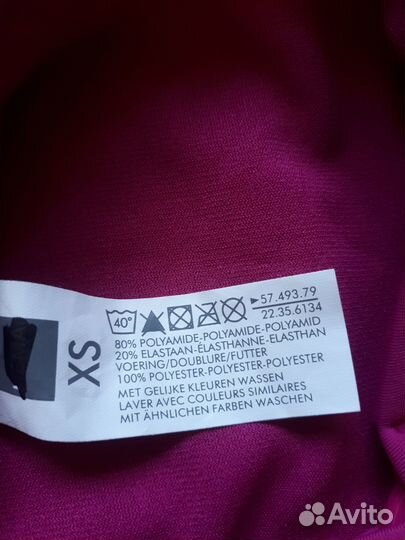 XS
40°
▸57.493.79
22.35.6134
80% POLYAMIDE-POLYAMIDE-POLYAMID
20% ELASTAAN-ÉLASTHANNE-ELASTHAN
VOERING/DOUBLURE/FUTTER
100% POLYESTER-POLYESTER-POLYESTER
MET GELIJKE KLEUREN WASSEN
LAVER AVEC COULEURS SIMILAIRES
MIT ÄHNLICHEN FARBEN WASCHEN
Avito